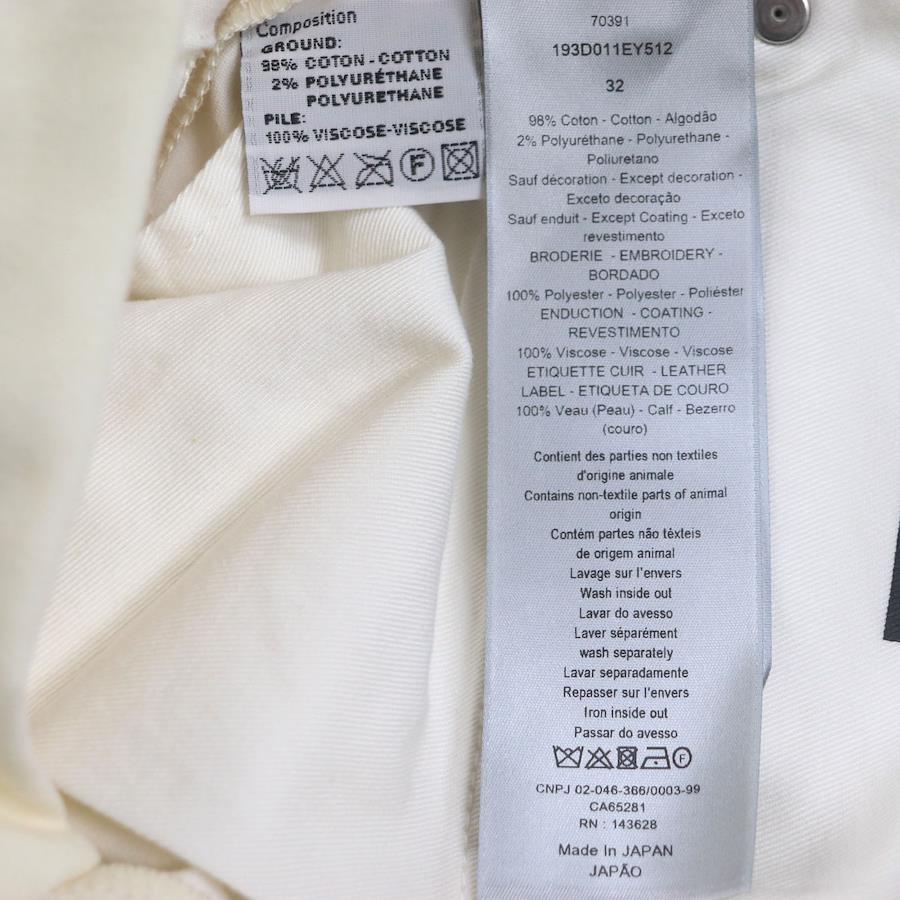 Composition
GROUND:
98% COTON - COTTON
2% POLYURÉTHANE
POLYURETHANE
PILE:
100% VISCOSE-VISCOSE
F
70391
193D011EY512
32
98% Coton - Cotton - Algodão
2% Polyuréthane - Polyurethane -
Poliuretano
Sauf décoration - Except decoration -
Exceto decoração
Sauf enduit - Except Coating - Exceto
revestimento
BRODERIE - EMBROIDERY -
BORDADO
100% Polyester - Polyester - Poliéster
ENDUCTION - COATING -
REVESTIMENTO
100% Viscose - Viscose - Viscose
ETIQUETTE CUIR - LEATHER
LABEL - ETIQUETA DE COURO
100% Veau (Peau) - Calf - Bezerro
(couro)
Contient des parties non textiles
d'origine animale
Contains non-textile parts of animal
origin
Contém partes não têxteis
de origem animal
Lavage sur l'envers
Wash inside out
Lavar do avesso
Laver séparément
wash separately
Lavar separadamente
Repasser sur l'envers
Iron inside out
Passar do avesso
F
CNPJ 02-046-366/0003-99
CA65281
RN : 143628
Made In JAPAN
JAPÃO